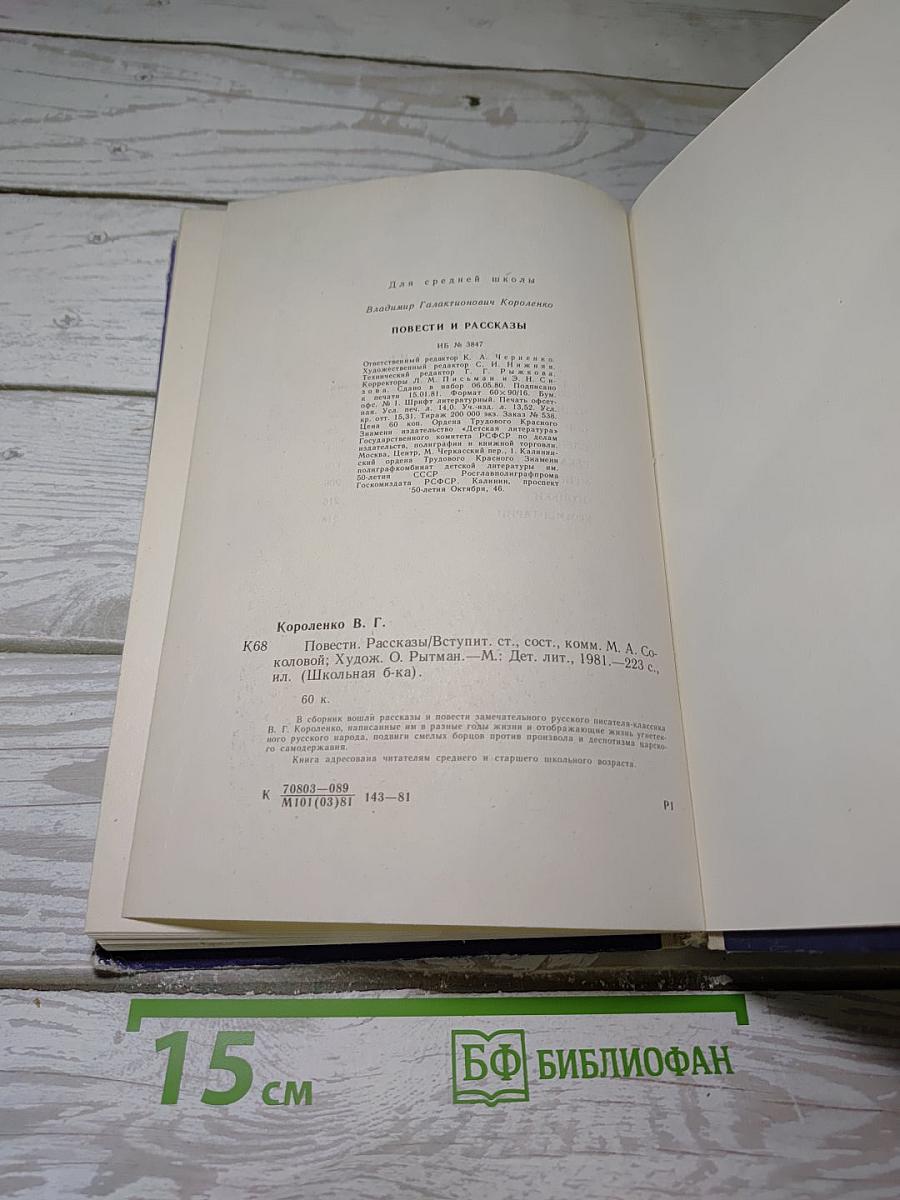 Для средней школы
Владимир Галактионович Короленко
ПОВЕСТИ И РАССКАЗЫ
ИБ № 3847
Ответственный редактор К. А. Черненко.
Художественный редактор С. И. Нижняя.
Технический редактор Г. Г. Рыжкова.
Корректоры Л. М. Письман и Э. Н. Си-
зова. Сдано в набор 06.05.80. Подписано
к печати 15.01.81. Формат 60×90/16. Бум.
офс. № 1. Шрифт литературный. Печать офсет-
ная. Усл. печ. л. 14,0. Уч.-изд. л. 13,52. Усл.
кр. отт. 15,31. Тираж 200 000 экз. Заказ № 538.
Цена 60 коп. Ордена Трудового Красного
Знамени издательство «Детская литература»
Государственного комитета РСФСР по делам
издательств, полиграфии и книжной торговли.
Москва, Центр, М. Черкасский пер., 1. Калинин-
ский ордена Трудового Красного Знамени
полиграфкомбинат детской литературы им.
50-летия СССР Росглавполиграфпрома
Госкомиздата РСФСР. Калинин, проспект
50-летия Октября, 46.
Короленко В. Г.
К68 Повести. Рассказы/Вступит. ст., сост., комм. М. А. Со-
коловой; Худож. О. Рытман.—М.: Дет. лит., 1981.—223 с.,
ил. (Школьная б-ка).
60 к.
В сборник вошли рассказы и повести замечательного русского писателя-классика
В. Г. Короленко, написанные им в разные годы жизни и отображающие жизнь угнетен-
ного русского народа, подвиги смелых борцов против произвола и деспотизма царско-
го самодержавия.
Книга адресована читателям среднего и старшего школьного возраста.
К 70803—089
М101(03)81 143—81
Р1
15 см
БФ БИБЛИОФАН